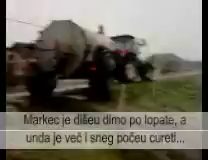 Markec je dišeu dimo po lopate, a
unda je več i sneg počeu cureti...